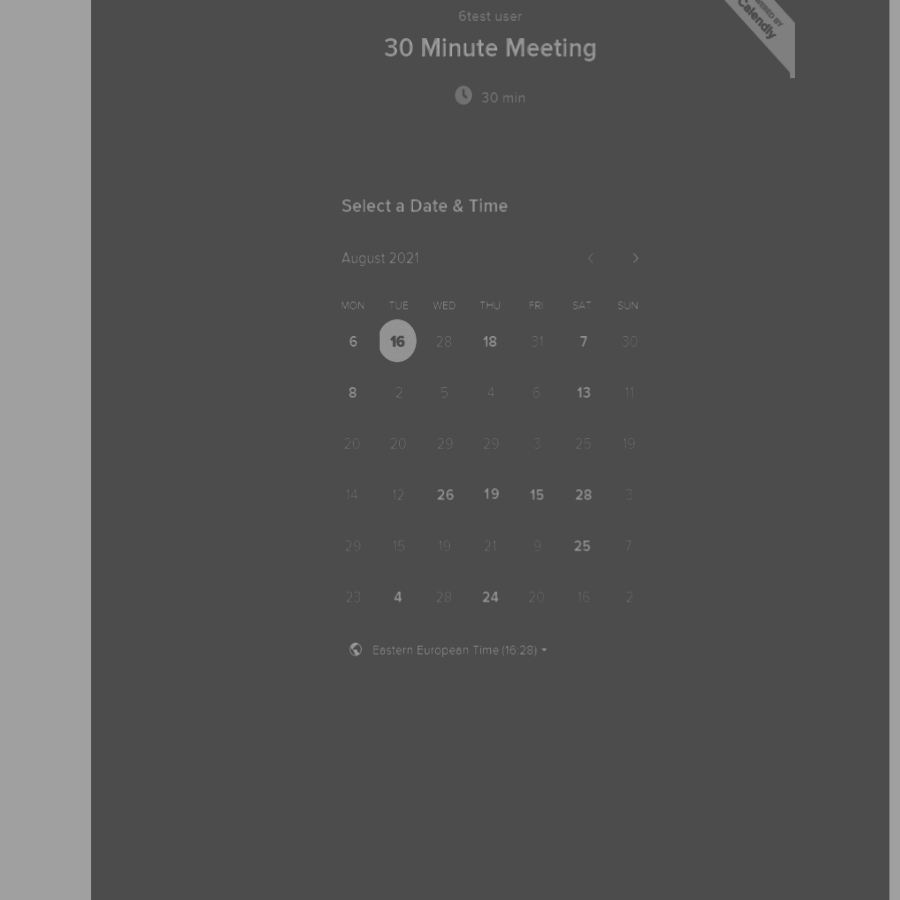 6test user
POWERED BY
Calendly
30 Minute Meeting
30 min
Select a Date & Time
August 2021
MON TUE WED THU FRI SAT SUN
6 16 28 18 31 7 30
8 2 5 4 6 13 11
20 20 29 29 3 25 19
14 12 26 19 15 28 3
29 15 19 21 9 25 7
23 4 28 24 20 16 2
Eastern European Time (16:28)